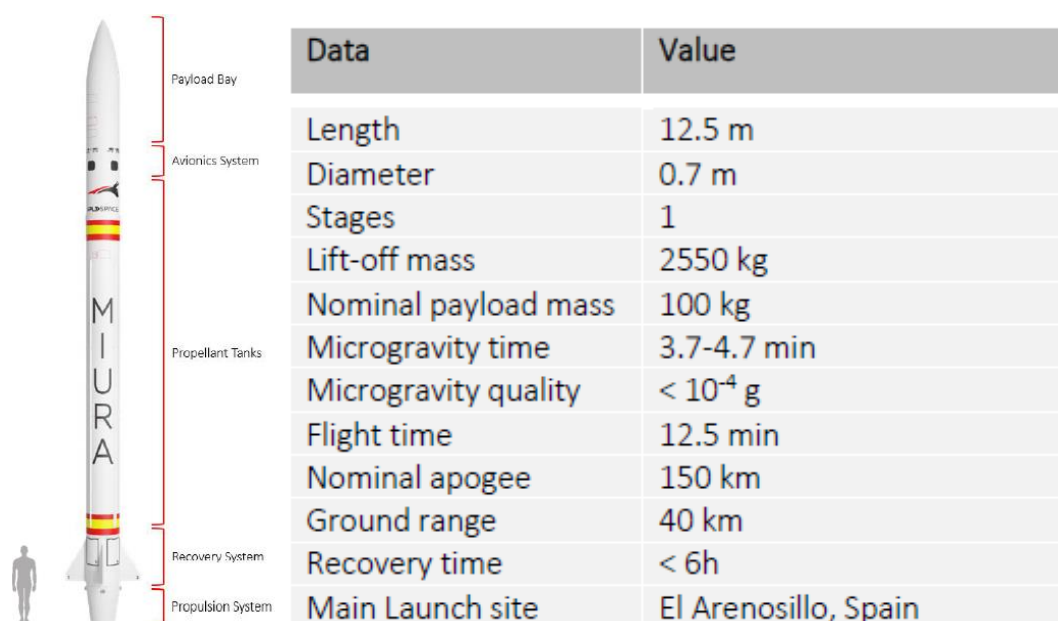 Payload Bay
Avionics System
PLD SPACE
MIURA
Propellant Tanks
Recovery System
Propulsion System
Data Value
Length 12.5 m
Diameter 0.7 m
Stages 1
Lift-off mass 2550 kg
Nominal payload mass 100 kg
Microgravity time 3.7-4.7 min
Microgravity quality < 10⁻⁴ g
Flight time 12.5 min
Nominal apogee 150 km
Ground range 40 km
Recovery time < 6h
Main Launch site El Arenosillo, Spain